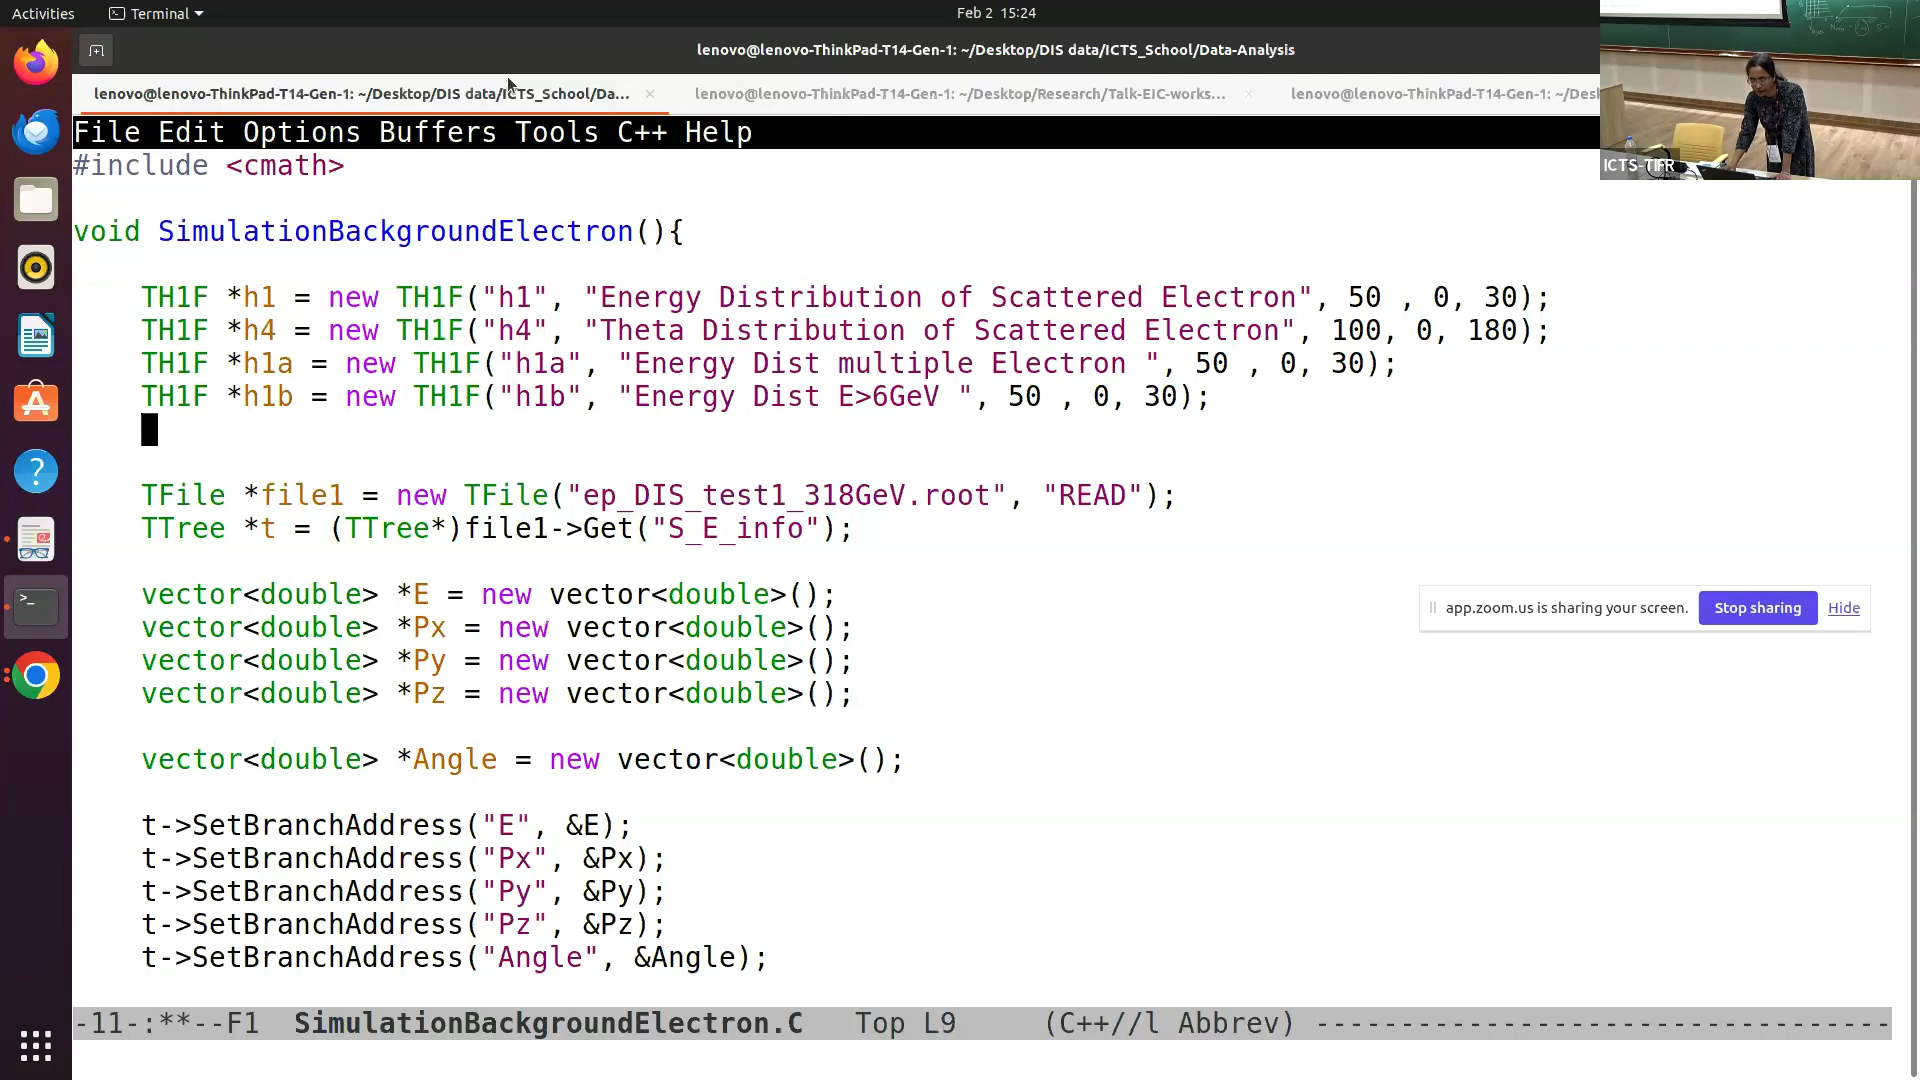 Activities
Terminal
Feb 2 15:24
lenovo@lenovo-ThinkPad-T14-Gen-1: ~/Desktop/DIS data/ICTS_School/Data-Analysis
lenovo@lenovo-ThinkPad-T14-Gen-1: ~/Desktop/DIS data/ICTS_School/Da...
lenovo@lenovo-ThinkPad-T14-Gen-1: ~/Desktop/Research/Talk-EIC-works...
lenovo@lenovo-ThinkPad-T14-Gen-1: ~/Des
File Edit Options Buffers Tools C++ Help
#include <cmath>
void SimulationBackgroundElectron(){
TH1F *h1 = new TH1F("h1", "Energy Distribution of Scattered Electron", 50 , 0, 30);
TH1F *h4 = new TH1F("h4", "Theta Distribution of Scattered Electron", 100, 0, 180);
TH1F *h1a = new TH1F("h1a", "Energy Dist multiple Electron ", 50 , 0, 30);
TH1F *h1b = new TH1F("h1b", "Energy Dist E>6GeV ", 50 , 0, 30);
TFile *file1 = new TFile("ep_DIS_test1_318GeV.root", "READ");
TTree *t = (TTree*)file1->Get("S_E_info");
vector<double> *E = new vector<double>();
vector<double> *Px = new vector<double>();
vector<double> *Py = new vector<double>();
vector<double> *Pz = new vector<double>();
vector<double> *Angle = new vector<double>();
t->SetBranchAddress("E", &E);
t->SetBranchAddress("Px", &Px);
t->SetBranchAddress("Py", &Py);
t->SetBranchAddress("Pz", &Pz);
t->SetBranchAddress("Angle", &Angle);
-11-:**--F1 SimulationBackgroundElectron.C Top L9 (C++//l Abbrev) ----------------------------------
app.zoom.us is sharing your screen.
Stop sharing
Hide
ICTS-TIFR